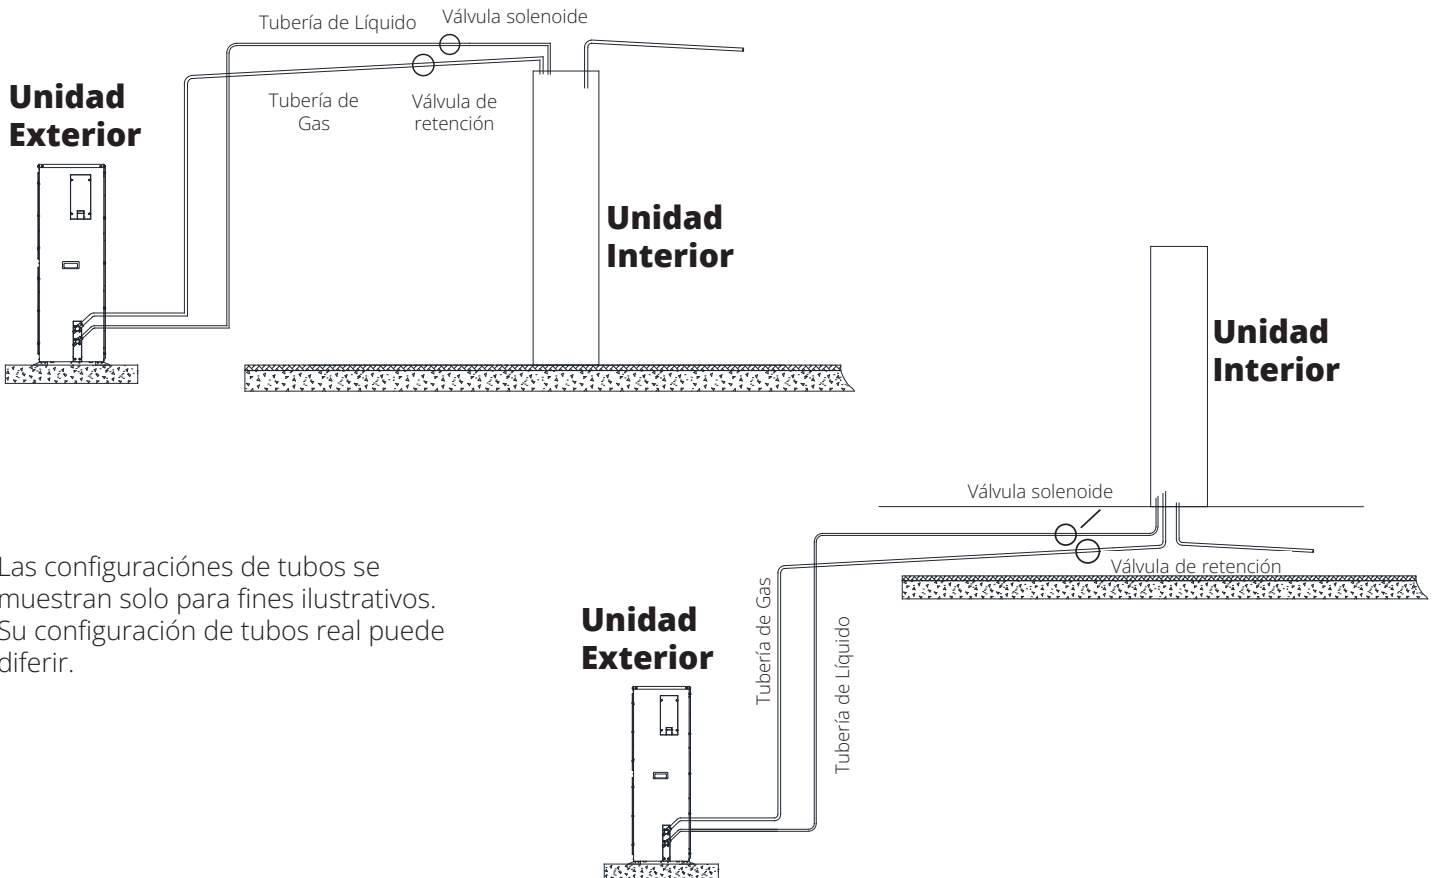 Tubería de Líquido
Válvula solenoide
Unidad
Exterior
Tubería de
Gas
Válvula de
retención
Unidad
Interior
Unidad
Interior
Válvula solenoide
Válvula de retención
Las configuraciónes de tubos se
muestran solo para fines ilustrativos.
Su configuración de tubos real puede
diferir.
Unidad
Exterior
Tubería de Gas
Tubería de Líquido